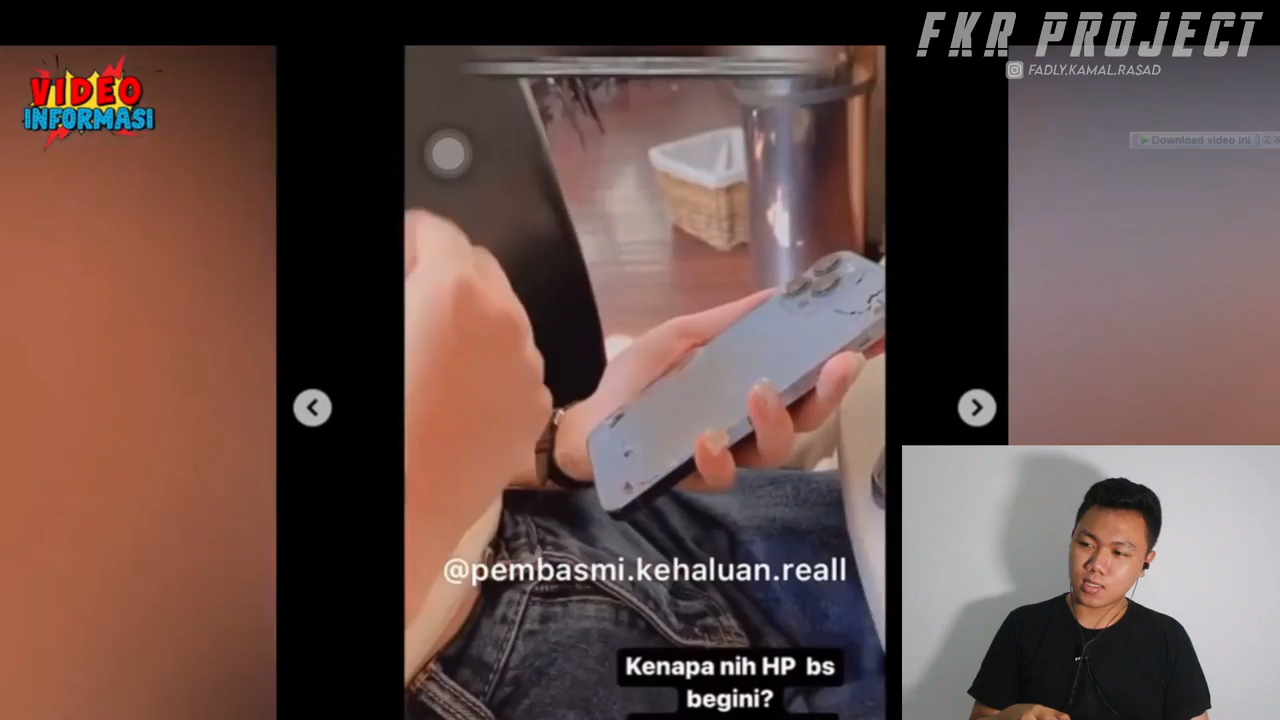 VIDEO
INFORMASI
FKR PROJECT
FADLY.KAMAL.RASAD
Download video ini
@pembasmi.kehaluan.reall
Kenapa nih HP bs
begini?